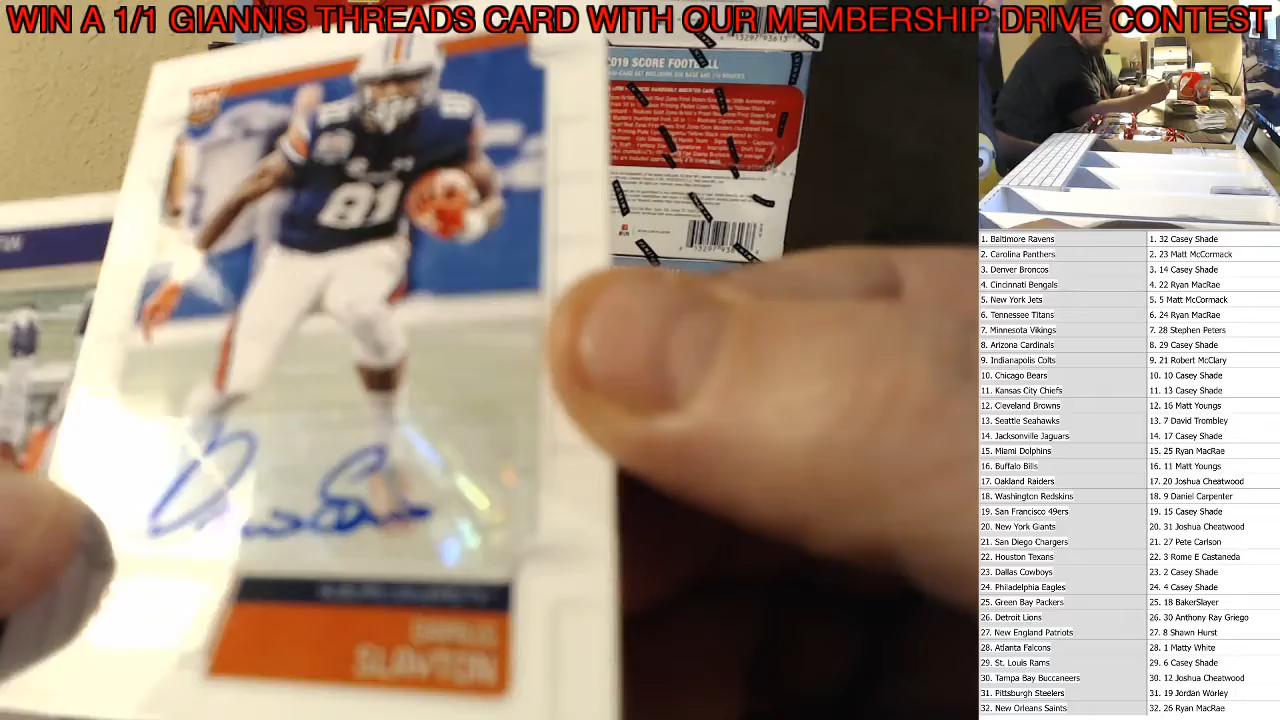 WIN A 1/1 GIANNIS THREADS CARD WITH OUR MEMBERSHIP DRIVE CONTEST
2019 SCORE FOOTBALL
81
SLAYTON
1. Baltimore Ravens 1. 32 Casey Shade
2. Carolina Panthers 2. 23 Matt McCormack
3. Denver Broncos 3. 14 Casey Shade
4. Cincinnati Bengals 4. 22 Ryan MacRae
5. New York Jets 5. 5 Matt McCormack
6. Tennessee Titans 6. 24 Ryan MacRae
7. Minnesota Vikings 7. 28 Stephen Peters
8. Arizona Cardinals 8. 29 Casey Shade
9. Indianapolis Colts 9. 21 Robert McClary
10. Chicago Bears 10. 10 Casey Shade
11. Kansas City Chiefs 11. 13 Casey Shade
12. Cleveland Browns 12. 16 Matt Youngs
13. Seattle Seahawks 13. 7 David Trombley
14. Jacksonville Jaguars 14. 17 Casey Shade
15. Miami Dolphins 15. 25 Ryan MacRae
16. Buffalo Bills 16. 11 Matt Youngs
17. Oakland Raiders 17. 20 Joshua Cheatwood
18. Washington Redskins 18. 9 Daniel Carpenter
19. San Francisco 49ers 19. 15 Casey Shade
20. New York Giants 20. 31 Joshua Cheatwood
21. San Diego Chargers 21. 27 Pete Carlson
22. Houston Texans 22. 3 Rome E Castaneda
23. Dallas Cowboys 23. 2 Casey Shade
24. Philadelphia Eagles 24. 4 Casey Shade
25. Green Bay Packers 25. 18 BakerSlayer
26. Detroit Lions 26. 30 Anthony Ray Griego
27. New England Patriots 27. 8 Shawn Hurst
28. Atlanta Falcons 28. 1 Matty White
29. St. Louis Rams 29. 6 Casey Shade
30. Tampa Bay Buccaneers 30. 12 Joshua Cheatwood
31. Pittsburgh Steelers 31. 19 Jordan Worley
32. New Orleans Saints 32. 26 Ryan MacRae